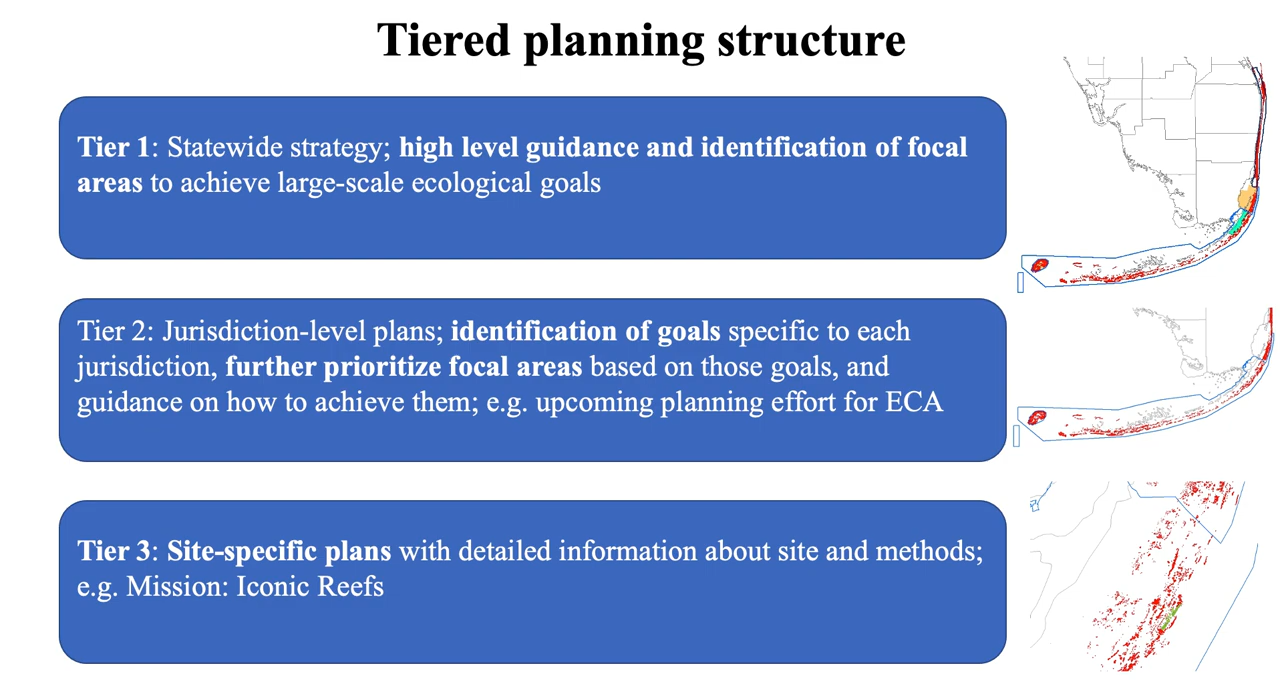 Tiered planning structure
Tier 1: Statewide strategy; high level guidance and identification of focal
areas to achieve large-scale ecological goals
Tier 2: Jurisdiction-level plans; identification of goals specific to each
jurisdiction, further prioritize focal areas based on those goals, and
guidance on how to achieve them; e.g. upcoming planning effort for ECA
Tier 3: Site-specific plans with detailed information about site and methods;
e.g. Mission: Iconic Reefs